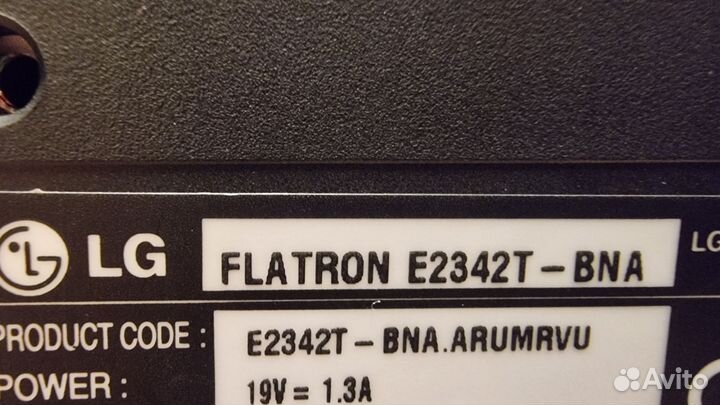 LG FLATRON E2342T-BNA LG
PRODUCT CODE : E2342T-BNA.ARUMRVU
POWER : 19V = 1.3A
Avito